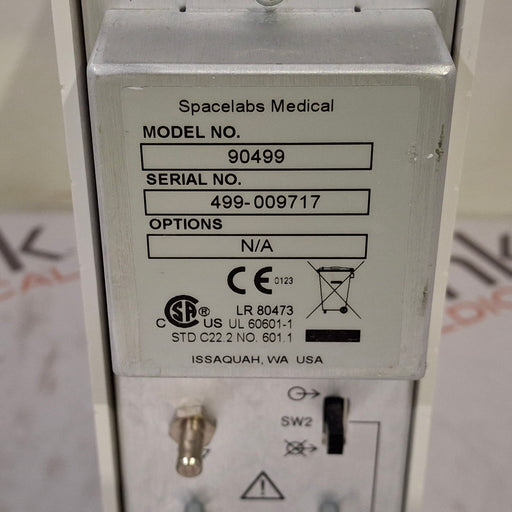 Spacelabs Medical
MODEL NO.
90499
SERIAL NO.
499-009717
OPTIONS
N/A
CE 0123
CSA ® LR 80473
C US UL 60601-1
STD C22.2 NO. 601.1
ISSAQUAH, WA USA
SW2